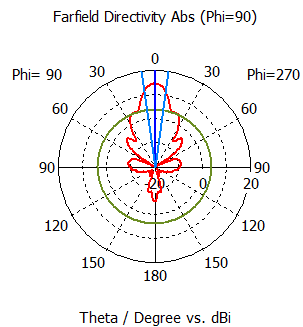 Farfield Directivity Abs (Phi=90)
0
Phi= 90 30 30 Phi=270
60 60
90 -20 0 20 90
120 120
150 150
180
Theta / Degree vs. dBi